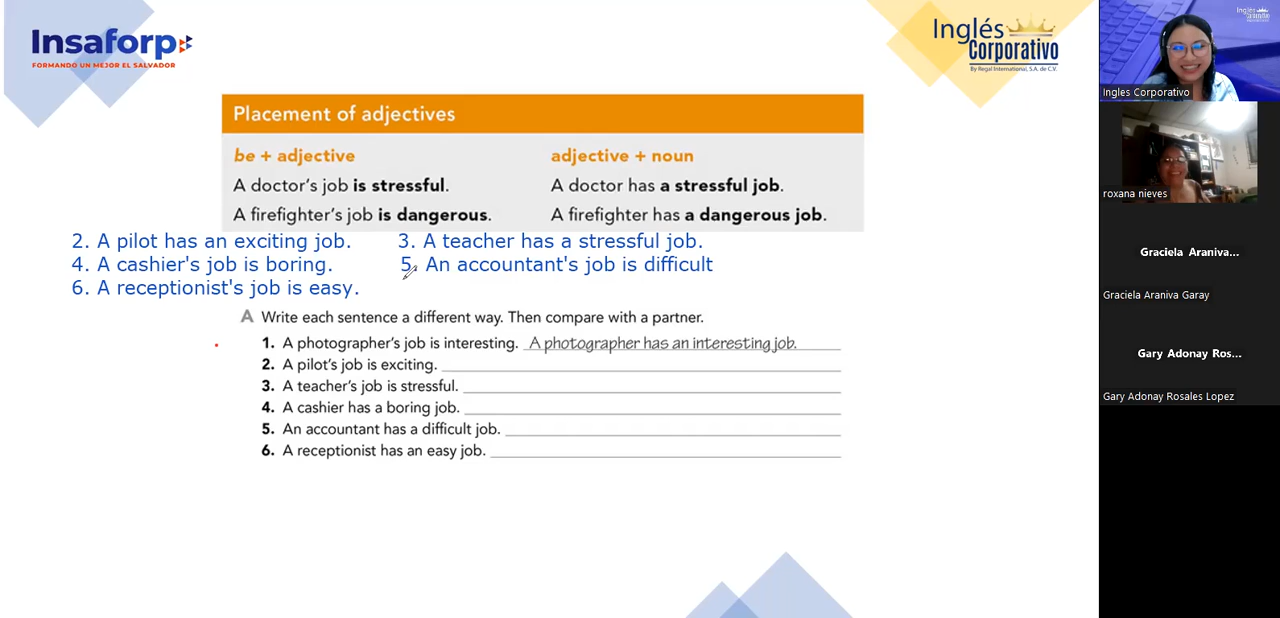 Insaforp
FORMANDO UN MEJOR EL SALVADOR
Inglés
Corporativo
By Regal International, S.A. de C.V.
Placement of adjectives
be + adjective
A doctor's job is stressful.
A firefighter's job is dangerous.
adjective + noun
A doctor has a stressful job.
A firefighter has a dangerous job.
2. A pilot has an exciting job.
3. A teacher has a stressful job.
4. A cashier's job is boring.
5. An accountant's job is difficult
6. A receptionist's job is easy.
A Write each sentence a different way. Then compare with a partner.
1. A photographer's job is interesting. A photographer has an interesting job.
2. A pilot's job is exciting.
3. A teacher's job is stressful.
4. A cashier has a boring job.
5. An accountant has a difficult job.
6. A receptionist has an easy job.
Inglés
Ingles Corporativo
roxana nieves
Graciela Araniva...
Graciela Araniva Garay
Gary Adonay Ros...
Gary Adonay Rosales Lopez